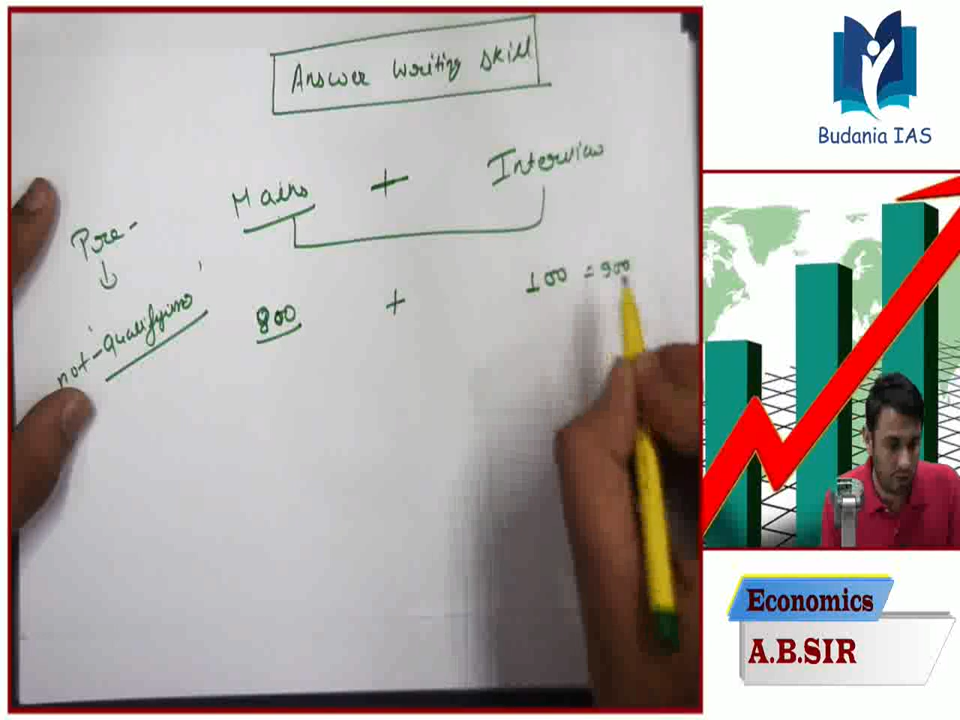 Answer Writing Skill
Budania IAS
Mains + Interview
Pre-
not-qualifying
800 + 100 = 900
Economics
A.B.SIR